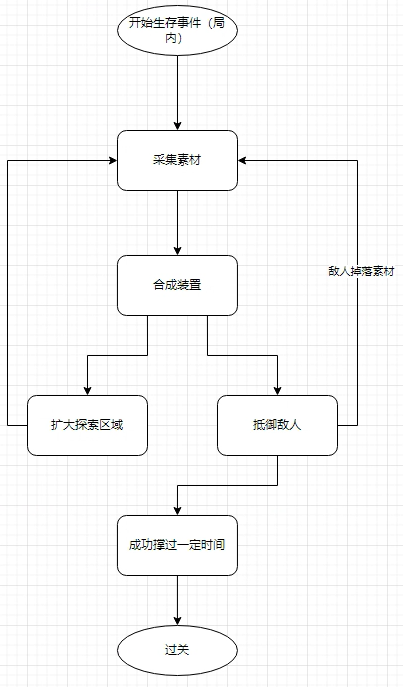 开始生存事件（局
内）
采集素材
敌人掉落素材
合成装置
扩大探索区域
抵御敌人
成功撑过一定时间
过关